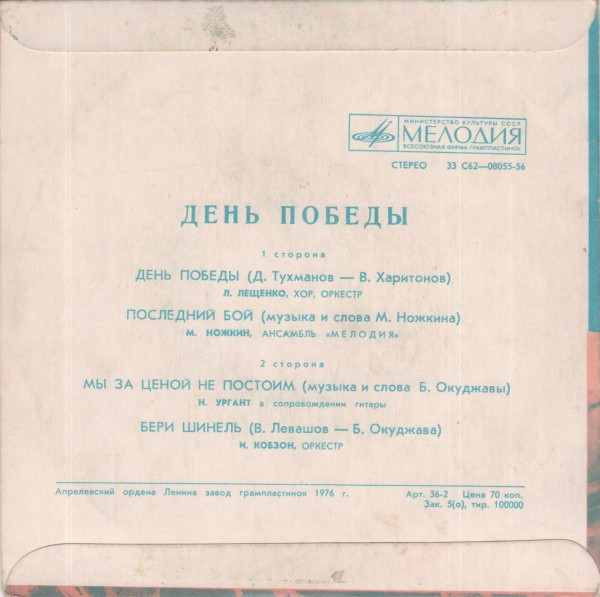 МИНИСТЕРСТВО КУЛЬТУРЫ СССР
МЕЛОДИЯ
ВСЕСОЮЗНАЯ ФИРМА ГРАМПЛАСТИНОК
СТЕРЕО 33 С62—08055-56
ДЕНЬ ПОБЕДЫ
1 сторона
ДЕНЬ ПОБЕДЫ (Д. Тухманов — В. Харитонов)
Л. ЛЕЩЕНКО, ХОР, ОРКЕСТР
ПОСЛЕДНИЙ БОЙ (музыка и слова М. Ножкина)
М. НОЖКИН, АНСАМБЛЬ «МЕЛОДИЯ»
2 сторона
МЫ ЗА ЦЕНОЙ НЕ ПОСТОИМ (музыка и слова Б. Окуджавы)
Н. УРГАНТ в сопровождении гитары
БЕРИ ШИНЕЛЬ (В. Левашов — Б. Окуджава)
И. КОБЗОН, ОРКЕСТР
Апрелевский ордена Ленина завод грампластинок 1976 г. Арт. 36-2 Цена 70 коп.
Зак. 5(о), тир. 100000